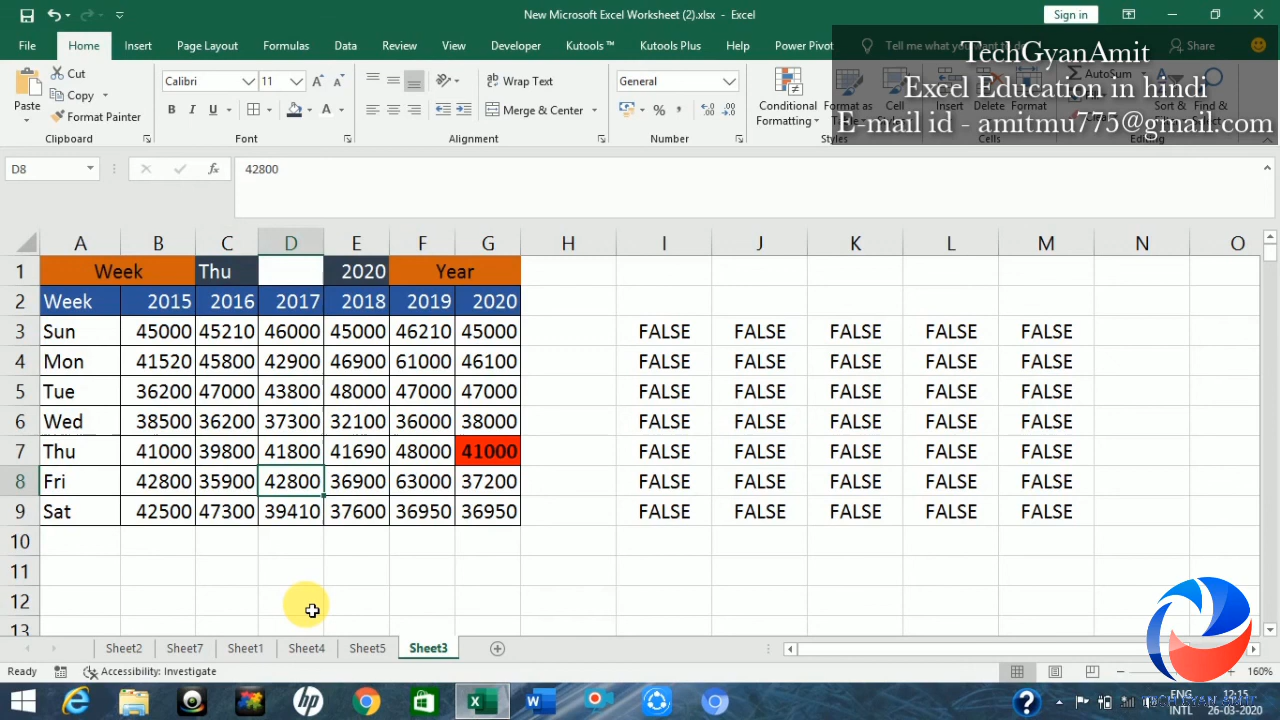 New Microsoft Excel Worksheet (2).xlsx - Excel
Sign in
File Home Insert Page Layout Formulas Data Review View Developer Kutools ™ Kutools Plus Help Power Pivot Tell me what you want to do Share
TechGyanAmit
Excel Education in hindi
E-mail id - amitmu775@gmail.com
Paste
Cut
Copy
Format Painter
Calibri 11
B I U
Wrap Text
Merge & Center
General
Conditional Formatting
Format as
Cell
Insert Delete Format
AutoSum
Sort & Find &
Clipboard Font Alignment Number Styles Cells Editing
D8 fx 42800
A B C D E F G H I J K L M N O
1 Week Thu 2020 Year
2 Week 2015 2016 2017 2018 2019 2020
3 Sun 45000 45210 46000 45000 46210 45000 FALSE FALSE FALSE FALSE FALSE
4 Mon 41520 45800 42900 46900 61000 46100 FALSE FALSE FALSE FALSE FALSE
5 Tue 36200 47000 43800 48000 47000 47000 FALSE FALSE FALSE FALSE FALSE
6 Wed 38500 36200 37300 32100 36000 38000 FALSE FALSE FALSE FALSE FALSE
7 Thu 41000 39800 41800 41690 48000 41000 FALSE FALSE FALSE FALSE FALSE
8 Fri 42800 35900 42800 36900 63000 37200 FALSE FALSE FALSE FALSE FALSE
9 Sat 42500 47300 39410 37600 36950 36950 FALSE FALSE FALSE FALSE FALSE
10
11
12
13
Sheet2 Sheet7 Sheet1 Sheet4 Sheet5 Sheet3
Ready Accessibility: Investigate 160%
ENG 12:15
INTL 26-03-2020